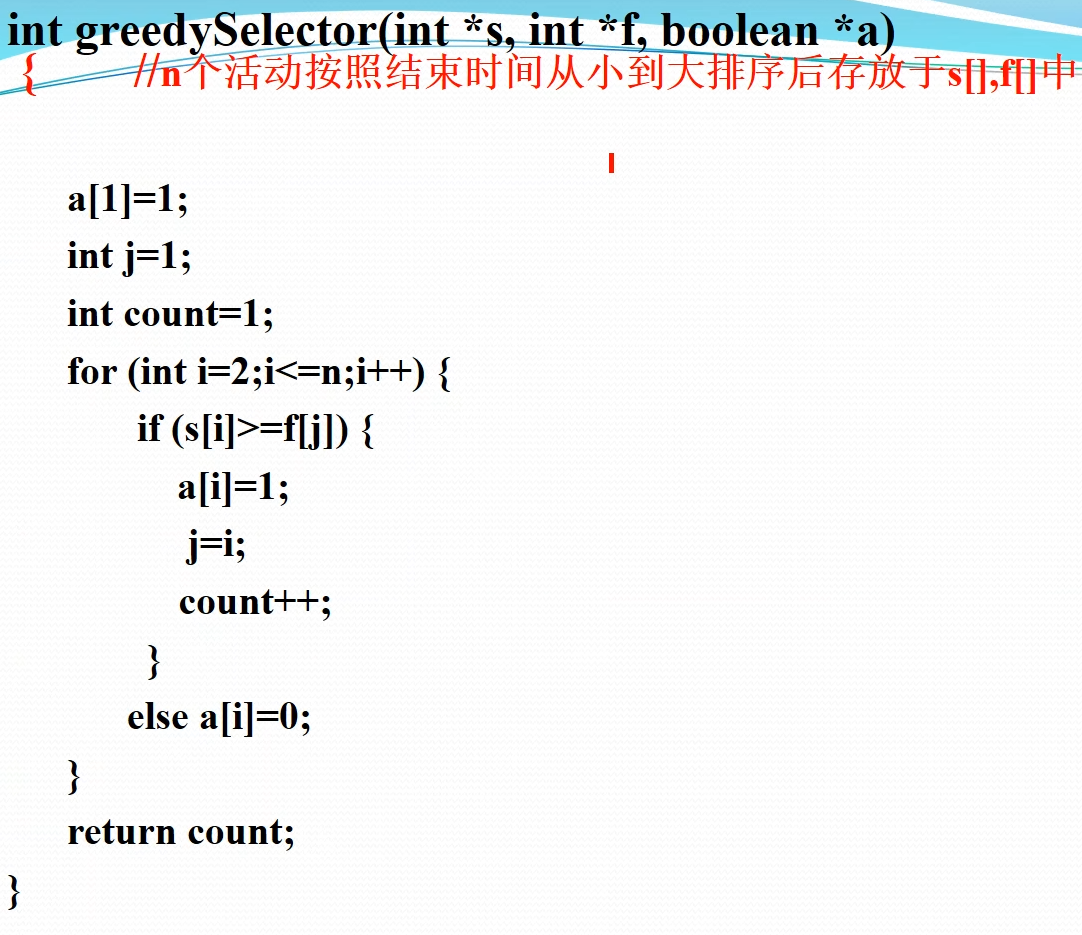 int greedySelector(int *s, int *f, boolean *a)
{ //n个活动按照结束时间从小到大排序后存放于s[],f[]中
a[1]=1;
int j=1;
int count=1;
for (int i=2;i<=n;i++) {
if (s[i]>=f[j]) {
a[i]=1;
j=i;
count++;
}
else a[i]=0;
}
return count;
}